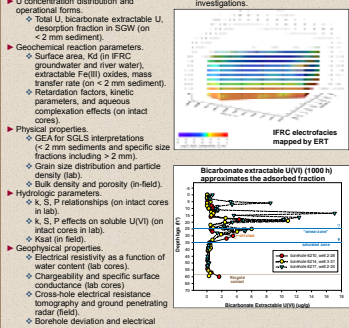 U concentration distribution and
operational forms.
Total U, bicarbonate extractable U,
desorption fraction in SGW (on
< 2 mm sediment).
Geochemical reaction parameters.
Surface area, Kd (in IFRC
groundwater and river water),
extractable Fe(III) oxides, mass
transfer rate (on < 2 mm sediment).
Retardation factors, kinetic
parameters, and aqueous
complexation effects (on intact
cores).
Physical properties.
GEA for SGLS interpretations
(< 2 mm sediments and specific size
fractions including > 2 mm).
Grain size distribution and particle
density (lab).
Bulk density and porosity (in-field).
Hydrologic parameters.
k, S, P relationships (on intact cores
in lab).
k, S, P effects on soluble U(VI) (on
intact cores in lab).
Ksat (in field).
Geophysical properties.
Electrical resistivity as a function of
water content (lab cores).
Chargeability and specific surface
conductance (lab cores)
Cross-hole electrical resistance
tomography and ground penetrating
radar (field).
Borehole deviation and electrical
investigations.
IFRC electrofacies
mapped by ERT
Bicarbonate extractable U(VI) (1000 h)
approximates the adsorbed fraction
Depth bgs (ft')
Ringold
contact
Bicarbonate Extractable U(VI) (ug/g)